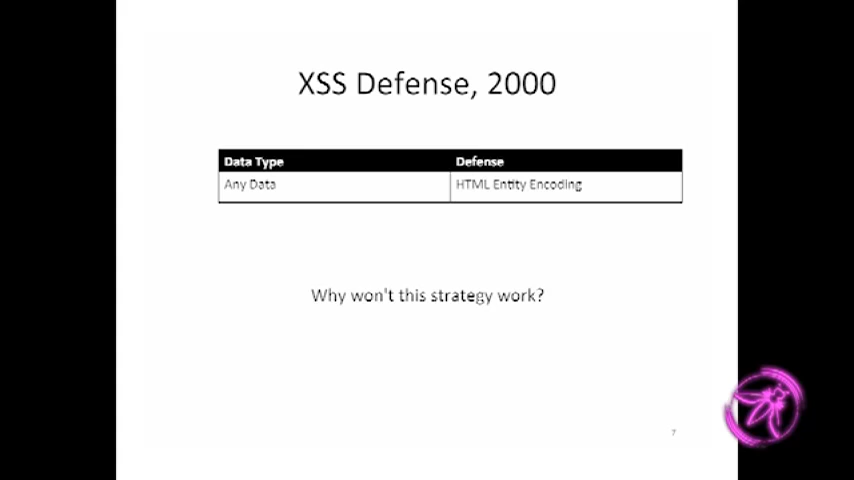 XSS Defense, 2000
Data Type Defense
Any Data HTML Entity Encoding
Why won't this strategy work?
7